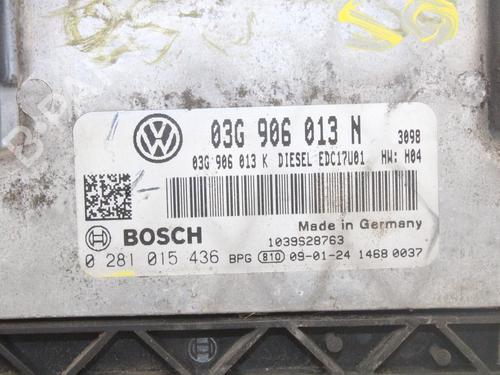 03G 906 013 N 3098
03G 906 013 K DIESEL EDC17U01 HW: H04
Made in Germany
BOSCH 1039S28763
0 281 015 436 BPG 810 09-01-24 1468 0037